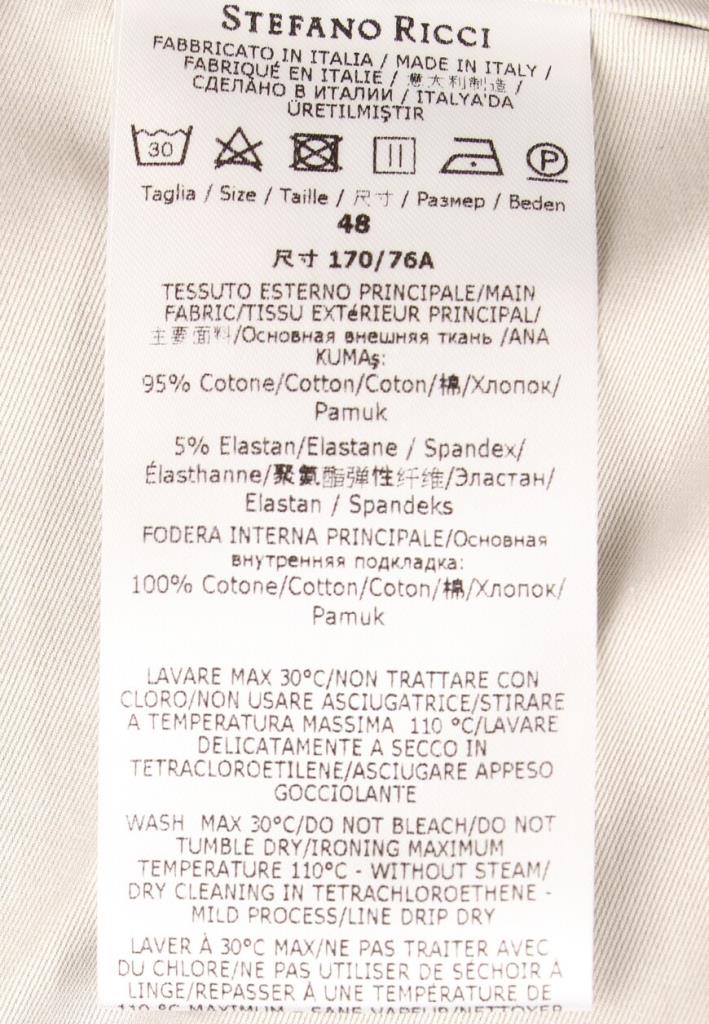 STEFANO RICCI
FABBRICATO IN ITALIA / MADE IN ITALY /
FABRIQUÉ EN ITALIE / 意大利制造 /
СДЕЛАНО В ИТАЛИИ / ITALYA'DA
ÜRETILMIŞTIR
30 P
Taglia / Size / Taille / 尺寸 / Размер / Beden
48
尺寸 170/76A
TESSUTO ESTERNO PRINCIPALE/MAIN
FABRIC/TISSU EXTéRIEUR PRINCIPAL/
主要面料/Основная внешняя ткань /ANA
KUMAş:
95% Cotone/Cotton/Coton/棉/Хлопок/
Pamuk
5% Elastan/Elastane / Spandex/
Élasthanne/聚氨酯弹性纤维/Эластан/
Elastan / Spandeks
FODERA INTERNA PRINCIPALE/Основная
внутренняя подкладка:
100% Cotone/Cotton/Coton/棉/Хлопок/
Pamuk
LAVARE MAX 30°C/NON TRATTARE CON
CLORO/NON USARE ASCIUGATRICE/STIRARE
A TEMPERATURA MASSIMA 110 °C/LAVARE
DELICATAMENTE A SECCO IN
TETRACLOROETILENE/ASCIUGARE APPESO
GOCCIOLANTE
WASH MAX 30°C/DO NOT BLEACH/DO NOT
TUMBLE DRY/IRONING MAXIMUM
TEMPERATURE 110°C - WITHOUT STEAM/
DRY CLEANING IN TETRACHLOROETHENE -
MILD PROCESS/LINE DRIP DRY
LAVER À 30°C MAX/NE PAS TRAITER AVEC
DU CHLORE/NE PAS UTILISER DE SÉCHOIR À
LINGE/REPASSER À UNE TEMPÉRATURE DE
110 °C MAXIMUM - SANS VAPEUR/NETTOYER